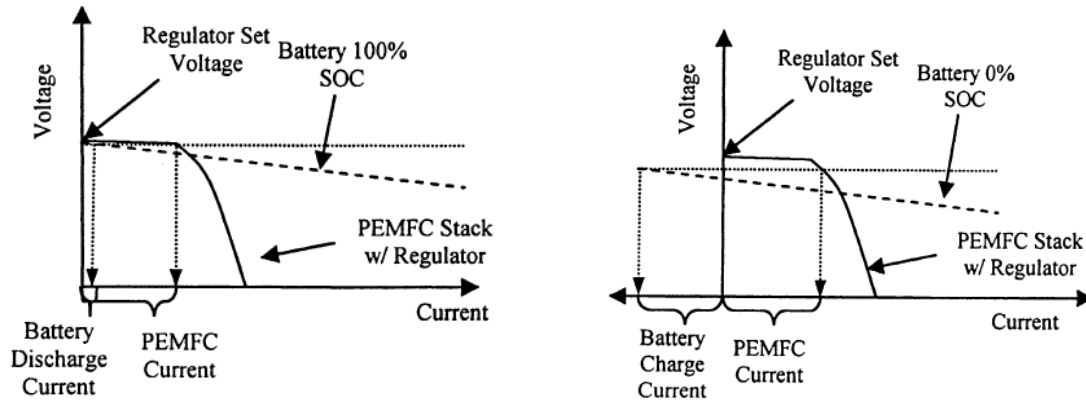 Voltage
Regulator Set
Voltage
Battery 100%
SOC
PEMFC Stack
w/ Regulator
Current
Battery
Discharge
Current
PEMFC
Current
Voltage
Regulator Set
Voltage
Battery 0%
SOC
PEMFC Stack
w/ Regulator
Current
Battery
Charge
Current
PEMFC
Current